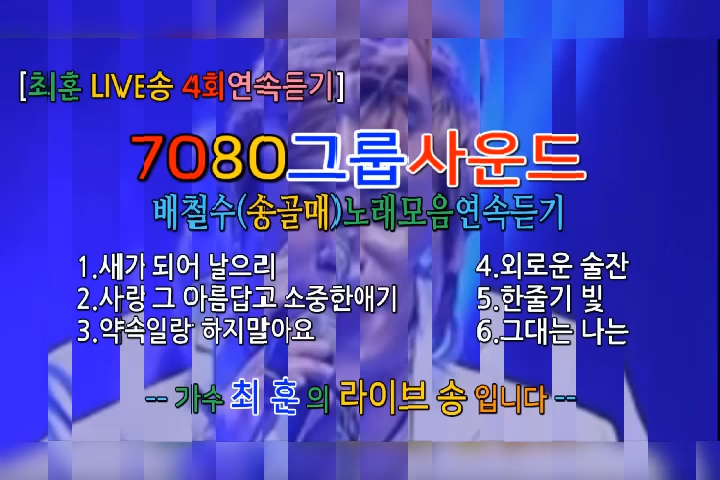 [최훈 LIVE송 4회연속듣기]
7080그룹사운드
배철수(송골매)노래모음연속듣기
1.새가 되어 날으리
2.사랑 그 아름답고 소중한얘기
3.약속일랑 하지말아요
4.외로운 술잔
5.한줄기 빛
6.그대는 나는
-- 가수 최 훈 의 라이브 송 입니다 --